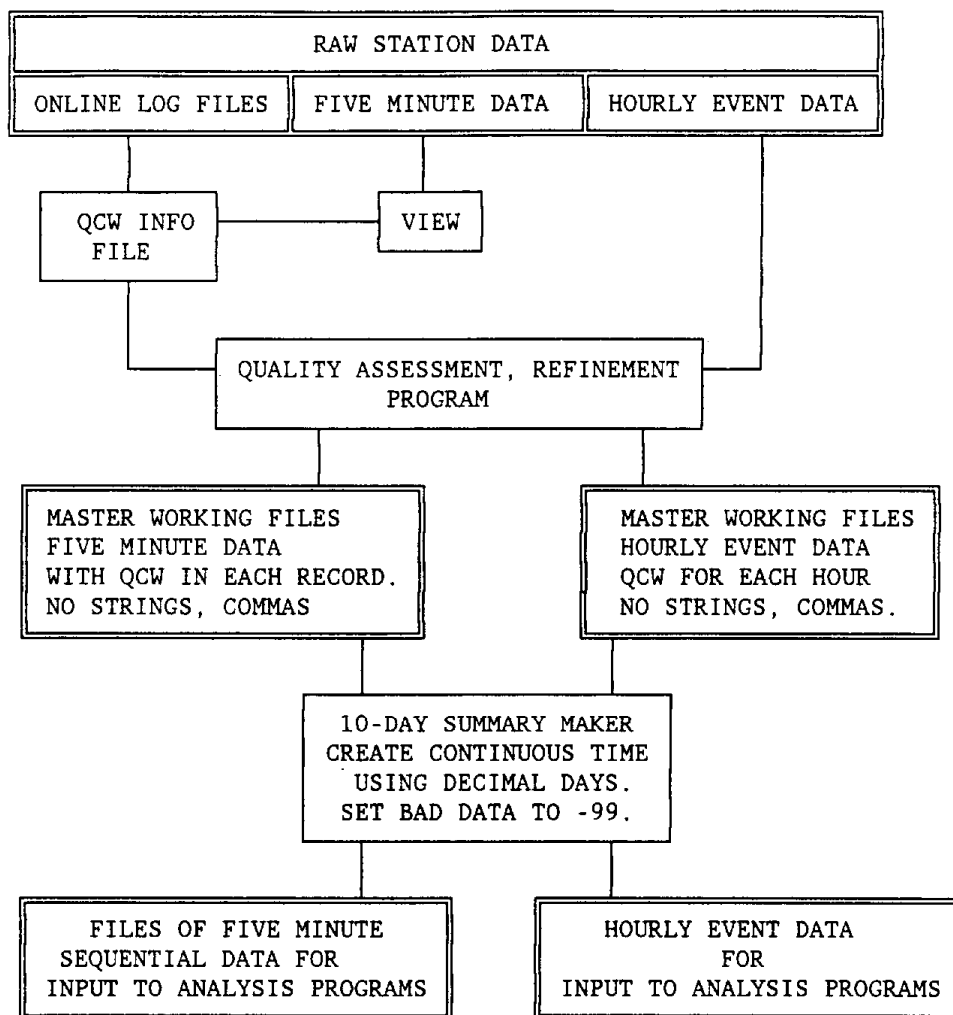 RAW STATION DATA
ONLINE LOG FILES
FIVE MINUTE DATA
HOURLY EVENT DATA
QCW INFO
FILE
VIEW
QUALITY ASSESSMENT, REFINEMENT
PROGRAM
MASTER WORKING FILES
FIVE MINUTE DATA
WITH QCW IN EACH RECORD.
NO STRINGS, COMMAS
MASTER WORKING FILES
HOURLY EVENT DATA
QCW FOR EACH HOUR
NO STRINGS, COMMAS.
10-DAY SUMMARY MAKER
CREATE CONTINUOUS TIME
USING DECIMAL DAYS.
SET BAD DATA TO -99.
FILES OF FIVE MINUTE
SEQUENTIAL DATA FOR
INPUT TO ANALYSIS PROGRAMS
HOURLY EVENT DATA
FOR
INPUT TO ANALYSIS PROGRAMS